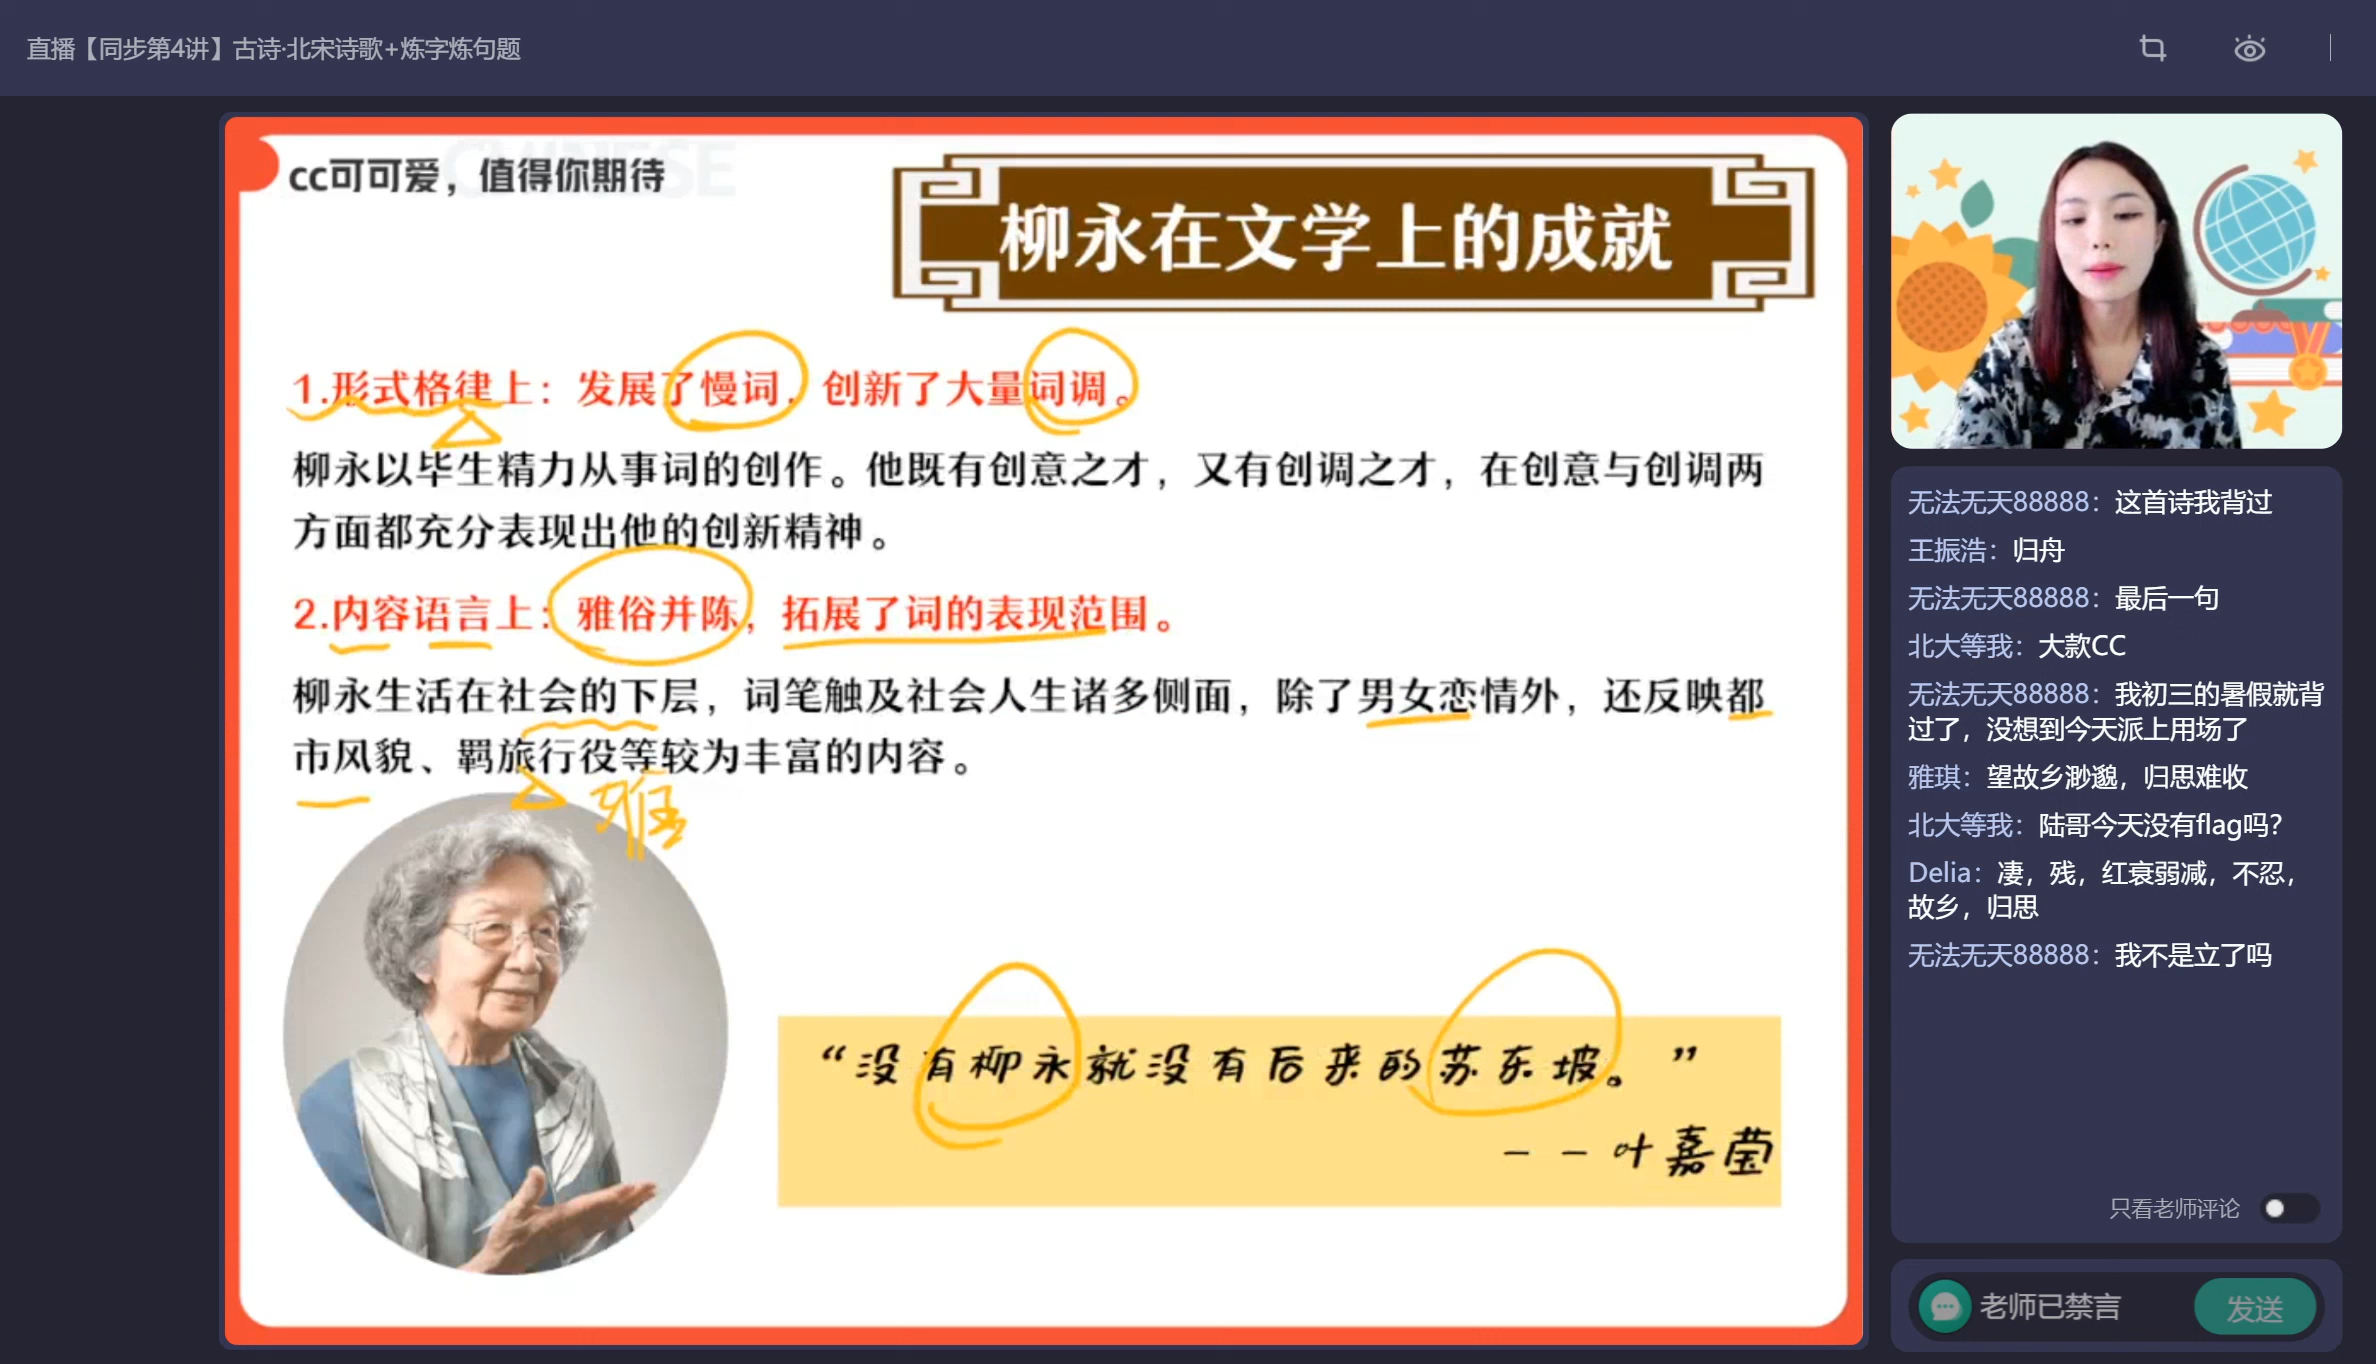 直播【同步第4讲】古诗·北宋诗歌+炼字炼句题
cc可可爱，值得你期待
CHINESE
柳永在文学上的成就
1.形式格律上：发展了慢词，创新了大量词调。
柳永以毕生精力从事词的创作。他既有创意之才，又有创调之才，在创意与创调两
方面都充分表现出他的创新精神。
2.内容语言上：雅俗并陈，拓展了词的表现范围。
柳永生活在社会的下层，词笔触及社会人生诸多侧面，除了男女恋情外，还反映都
市风貌、羁旅行役等较为丰富的内容。
雅
“没有柳永就没有后来的苏东坡。”
--叶嘉莹
无法无天88888：这首诗我背过
王振浩：归舟
无法无天88888：最后一句
北大等我：大款CC
无法无天88888：我初三的暑假就背
过了，没想到今天派上用场了
雅琪：望故乡渺邈，归思难收
北大等我：陆哥今天没有flag吗？
Delia：凄，残，红衰弱减，不忍，
故乡，归思
无法无天88888：我不是立了吗
只看老师评论
老师已禁言
发送